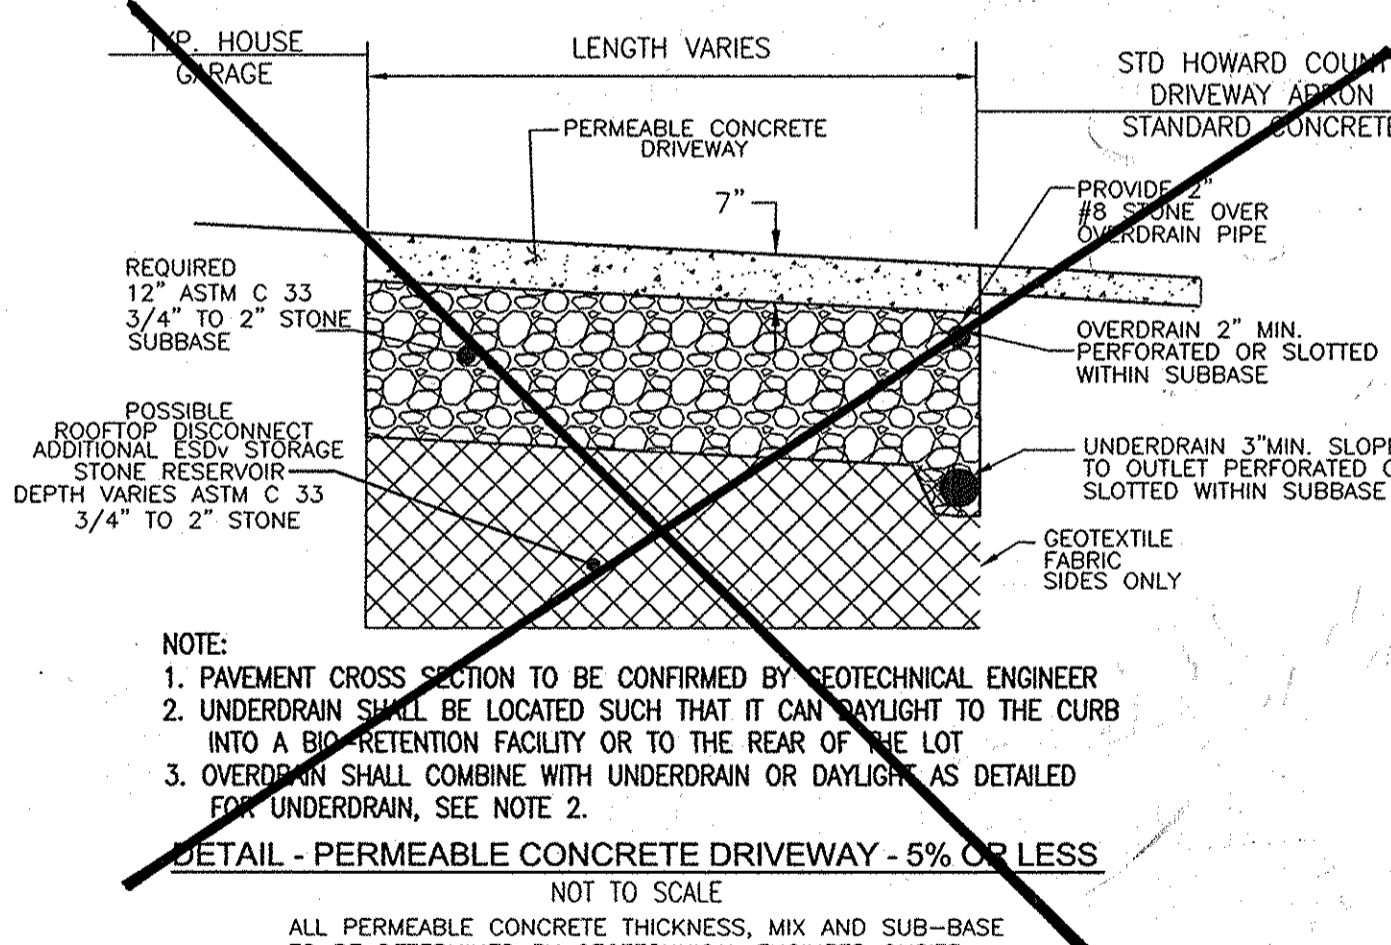 TYP. HOUSE
GARAGE
LENGTH VARIES
STD HOWARD COUNT
DRIVEWAY APRON
STANDARD CONCRETE
PERMEABLE CONCRETE
DRIVEWAY
7"
PROVIDE 2"
#8 STONE OVER
OVERDRAIN PIPE
REQUIRED
12" ASTM C 33
3/4" TO 2" STONE
SUBBASE
OVERDRAIN 2" MIN.
PERFORATED OR SLOTTED
WITHIN SUBBASE
POSSIBLE
ROOFTOP DISCONNECT
ADDITIONAL ESDv STORAGE
STONE RESERVOIR
DEPTH VARIES ASTM C 33
3/4" TO 2" STONE
UNDERDRAIN 3"MIN. SLOPE
TO OUTLET PERFORATED O
SLOTTED WITHIN SUBBASE
GEOTEXTILE
FABRIC
SIDES ONLY
NOTE:
1. PAVEMENT CROSS SECTION TO BE CONFIRMED BY GEOTECHNICAL ENGINEER
2. UNDERDRAIN SHALL BE LOCATED SUCH THAT IT CAN DAYLIGHT TO THE CURB
INTO A BIO-RETENTION FACILITY OR TO THE REAR OF THE LOT
3. OVERDRAIN SHALL COMBINE WITH UNDERDRAIN OR DAYLIGHT AS DETAILED
FOR UNDERDRAIN, SEE NOTE 2.
DETAIL - PERMEABLE CONCRETE DRIVEWAY - 5% OR LESS
NOT TO SCALE
ALL PERMEABLE CONCRETE THICKNESS, MIX AND SUB-BASE